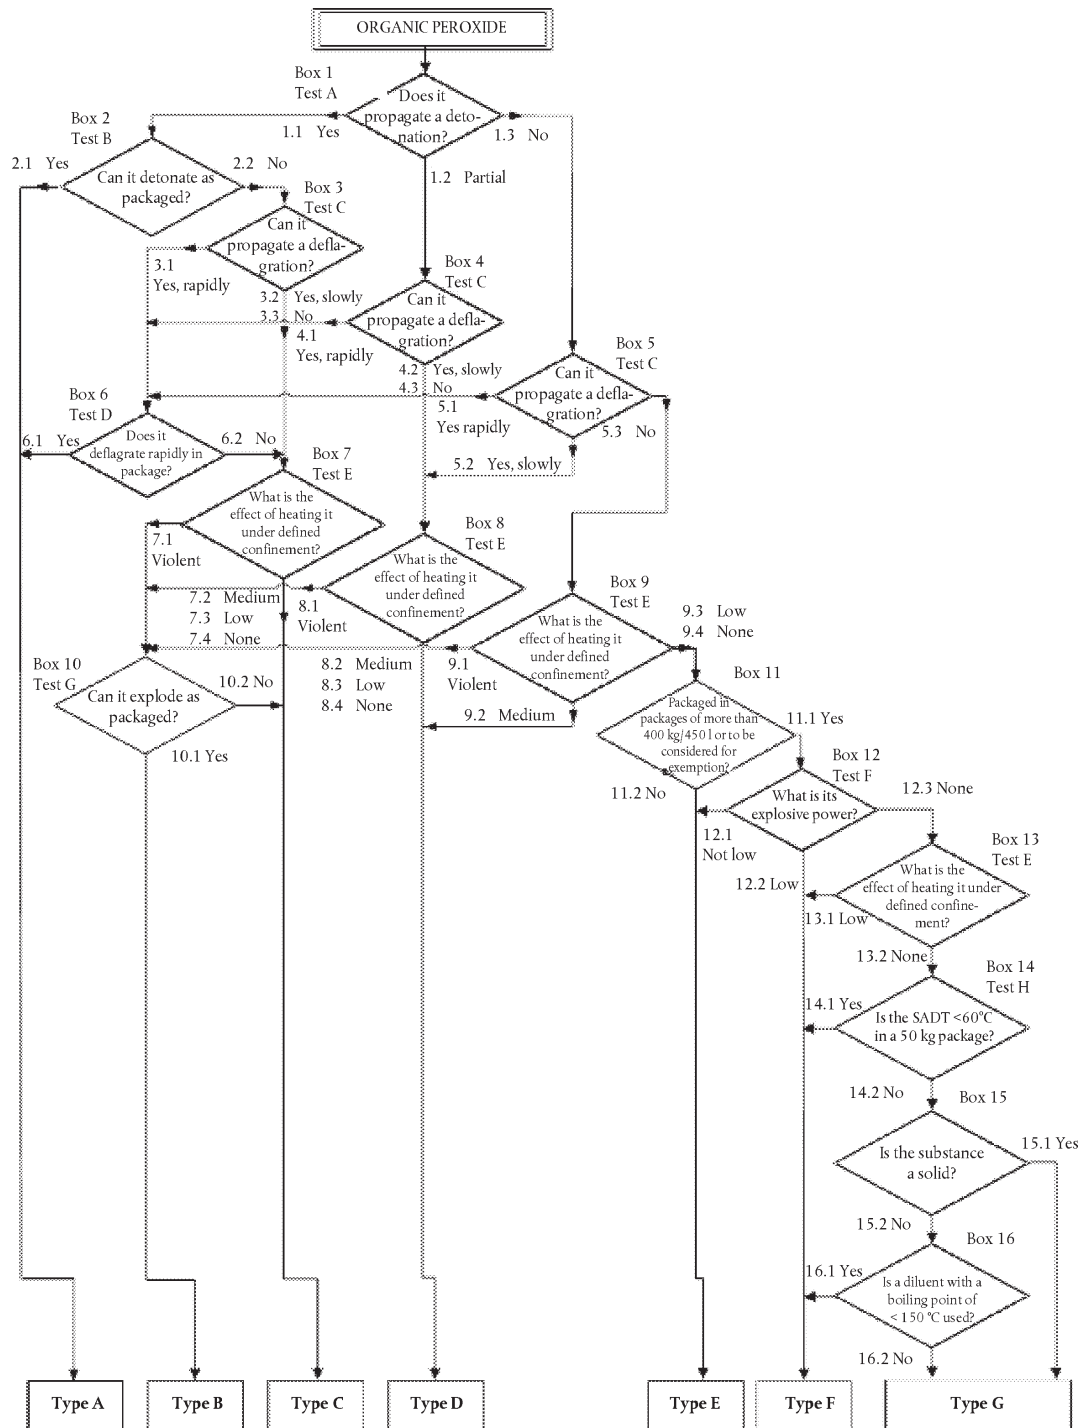 ORGANIC PEROXIDE
Box 1
Test A
Does it
propagate a deto-
nation?
1.1 Yes
1.3 No
1.2 Partial
Box 2
Test B
2.1 Yes
2.2 No
Can it detonate as
packaged?
Box 3
Test C
Can it
propagate a defla-
gration?
3.1
Yes, rapidly
3.2 Yes, slowly
3.3 No
Box 4
Test C
Can it
propagate a defla-
gration?
4.1
Yes, rapidly
4.2 Yes, slowly
4.3 No
Box 5
Test C
Can it
propagate a defla-
gration?
5.1
Yes rapidly
5.3 No
5.2 Yes, slowly
Box 6
Test D
6.1 Yes
6.2 No
Does it
deflagrate rapidly in
package?
Box 7
Test E
What is the
effect of heating it
under defined
confinement?
7.1
Violent
7.2 Medium
7.3 Low
7.4 None
Box 8
Test E
What is the
effect of heating it
under defined
confinement?
8.1
Violent
8.2 Medium
8.3 Low
8.4 None
Box 9
Test E
What is the
effect of heating it
under defined
confinement?
9.1
Violent
9.3 Low
9.4 None
9.2 Medium
Box 10
Test G
Can it explode as
packaged?
10.2 No
10.1 Yes
Box 11
Packaged in
packages of more than
400 kg/450 l or to be
considered for
exemption?
11.1 Yes
11.2 No
Box 12
Test F
What is its
explosive power?
12.3 None
12.1
Not low
12.2 Low
Box 13
Test E
What is the
effect of heating it under
defined confine-
ment?
13.1 Low
13.2 None
Box 14
Test H
14.1 Yes
Is the SADT <60°C
in a 50 kg package?
14.2 No
Box 15
15.1 Yes
Is the substance
a solid?
15.2 No
Box 16
16.1 Yes
Is a diluent with a
boiling point of
< 150 °C used?
16.2 No
Type A
Type B
Type C
Type D
Type E
Type F
Type G